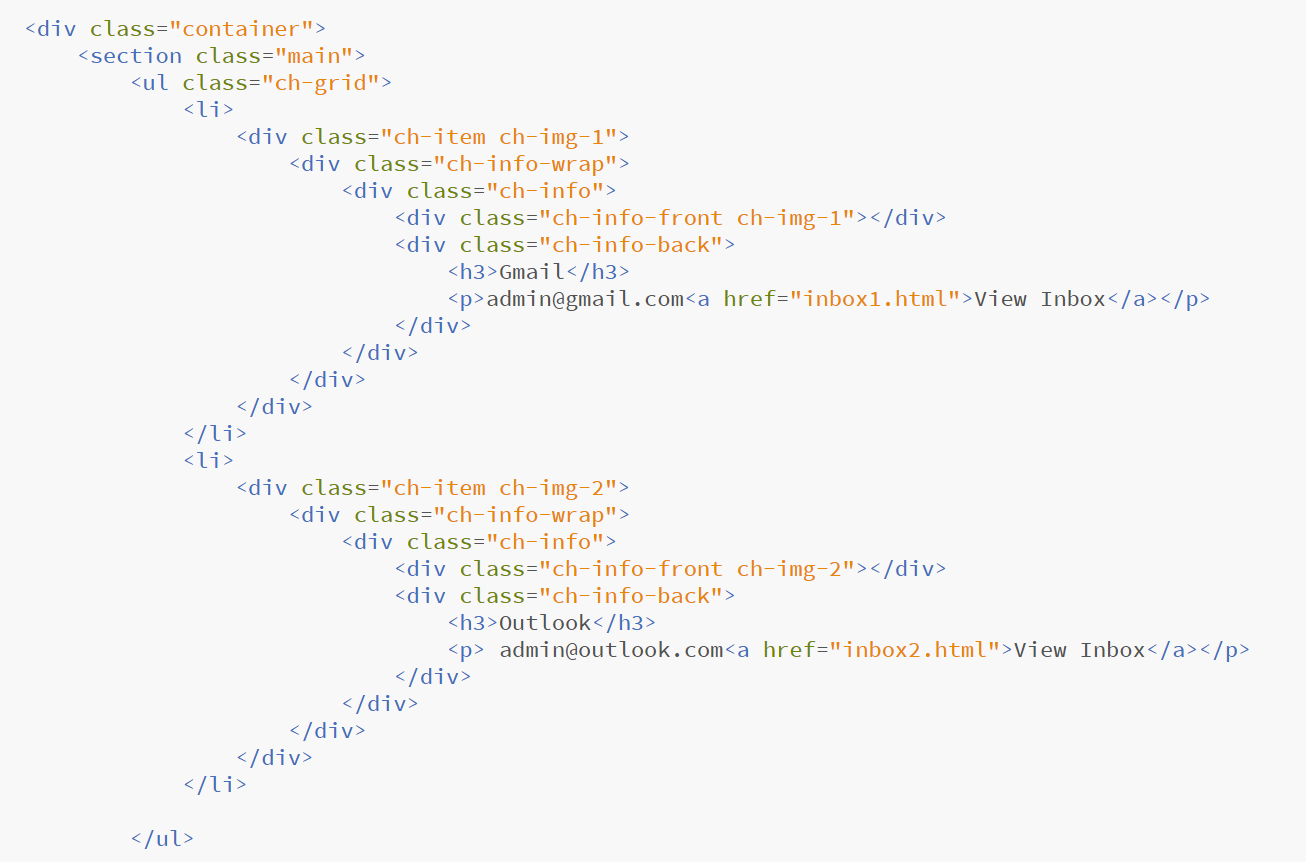 <div class="container">
    <section class="main">
        <ul class="ch-grid">
            <li>
                <div class="ch-item ch-img-1">
                    <div class="ch-info-wrap">
                        <div class="ch-info">
                            <div class="ch-info-front ch-img-1"></div>
                            <div class="ch-info-back">
                                <h3>Gmail</h3>
                                <p>admin@gmail.com<a href="inbox1.html">View Inbox</a></p>
                            </div>
                        </div>
                    </div>
                </div>
            </li>
            <li>
                <div class="ch-item ch-img-2">
                    <div class="ch-info-wrap">
                        <div class="ch-info">
                            <div class="ch-info-front ch-img-2"></div>
                            <div class="ch-info-back">
                                <h3>Outlook</h3>
                                <p> admin@outlook.com<a href="inbox2.html">View Inbox</a></p>
                            </div>
                        </div>
                    </div>
                </div>
            </li>

        </ul>